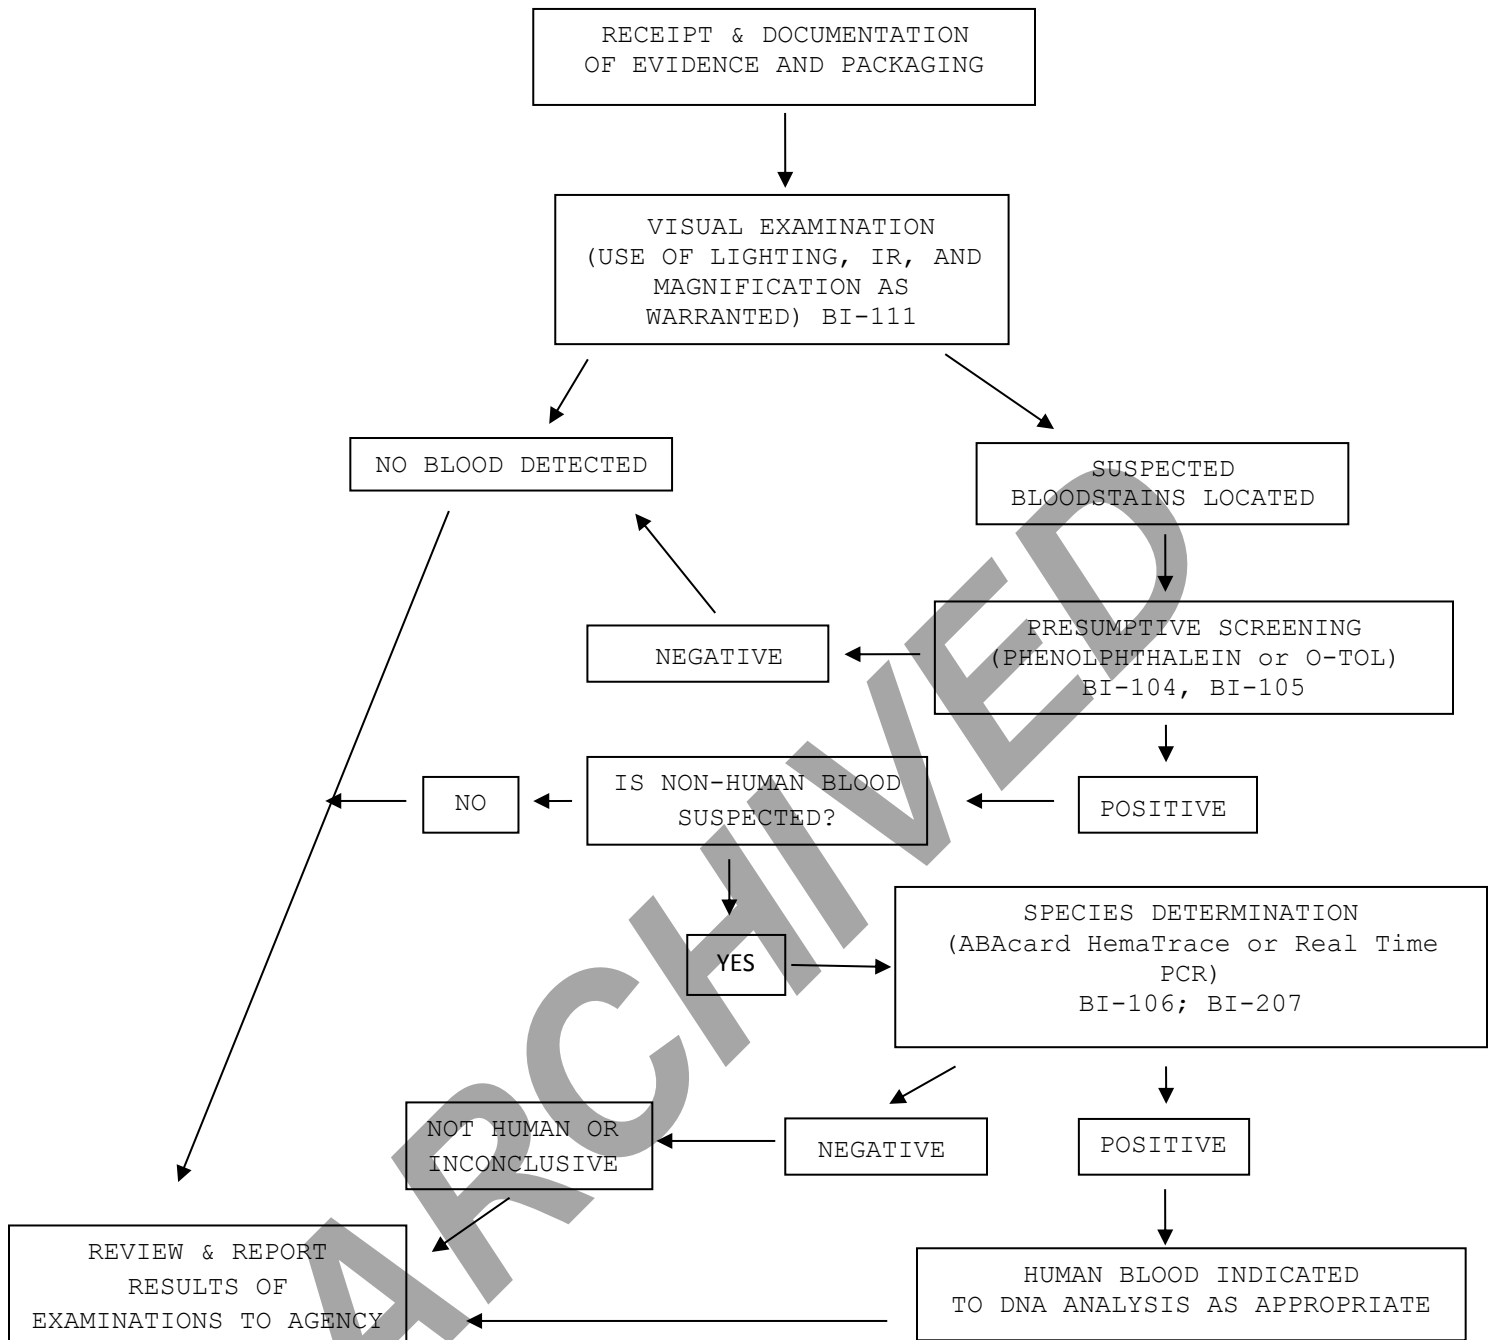 RECEIPT & DOCUMENTATION
OF EVIDENCE AND PACKAGING
VISUAL EXAMINATION
(USE OF LIGHTING, IR, AND
MAGNIFICATION AS
WARRANTED) BI-111
NO BLOOD DETECTED
SUSPECTED
BLOODSTAINS LOCATED
NEGATIVE
PRESUMPTIVE SCREENING
(PHENOLPHTHALEIN or O-TOL)
BI-104, BI-105
NO
IS NON-HUMAN BLOOD
SUSPECTED?
POSITIVE
YES
SPECIES DETERMINATION
(ABAcard HemaTrace or Real Time
PCR)
BI-106; BI-207
NOT HUMAN OR
INCONCLUSIVE
NEGATIVE
POSITIVE
REVIEW & REPORT
RESULTS OF
EXAMINATIONS TO AGENCY
HUMAN BLOOD INDICATED
TO DNA ANALYSIS AS APPROPRIATE
ARCHIVED